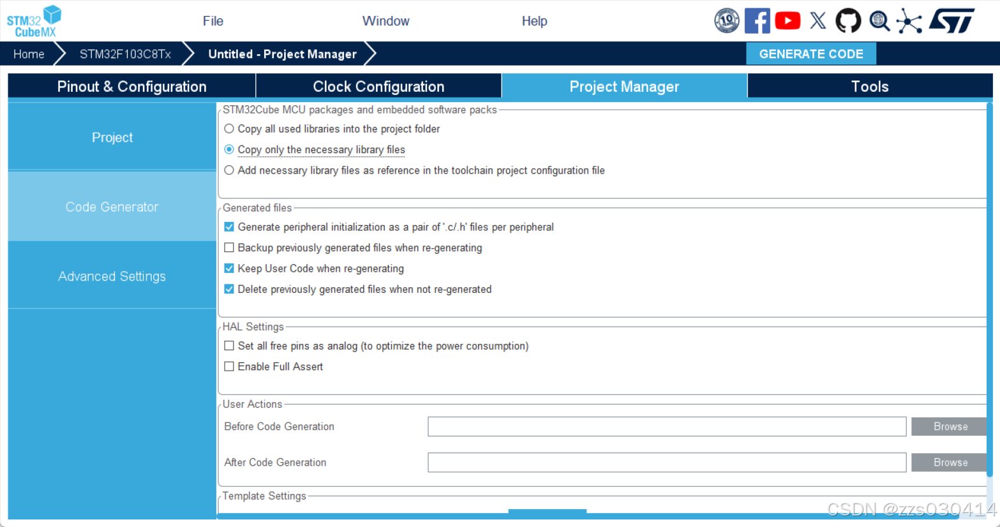 STM32
CubeMX
File
Window
Help
10
Home
STM32F103C8Tx
Untitled - Project Manager
GENERATE CODE
Pinout & Configuration
Clock Configuration
Project Manager
Tools
Project
Code Generator
Advanced Settings
STM32Cube MCU packages and embedded software packs
Copy all used libraries into the project folder
Copy only the necessary library files
Add necessary library files as reference in the toolchain project configuration file
Generated files
Generate peripheral initialization as a pair of '.c/.h' files per peripheral
Backup previously generated files when re-generating
Keep User Code when re-generating
Delete previously generated files when not re-generated
HAL Settings
Set all free pins as analog (to optimize the power consumption)
Enable Full Assert
User Actions
Before Code Generation
Browse
After Code Generation
Browse
Template Settings
CSDN @zzs030414